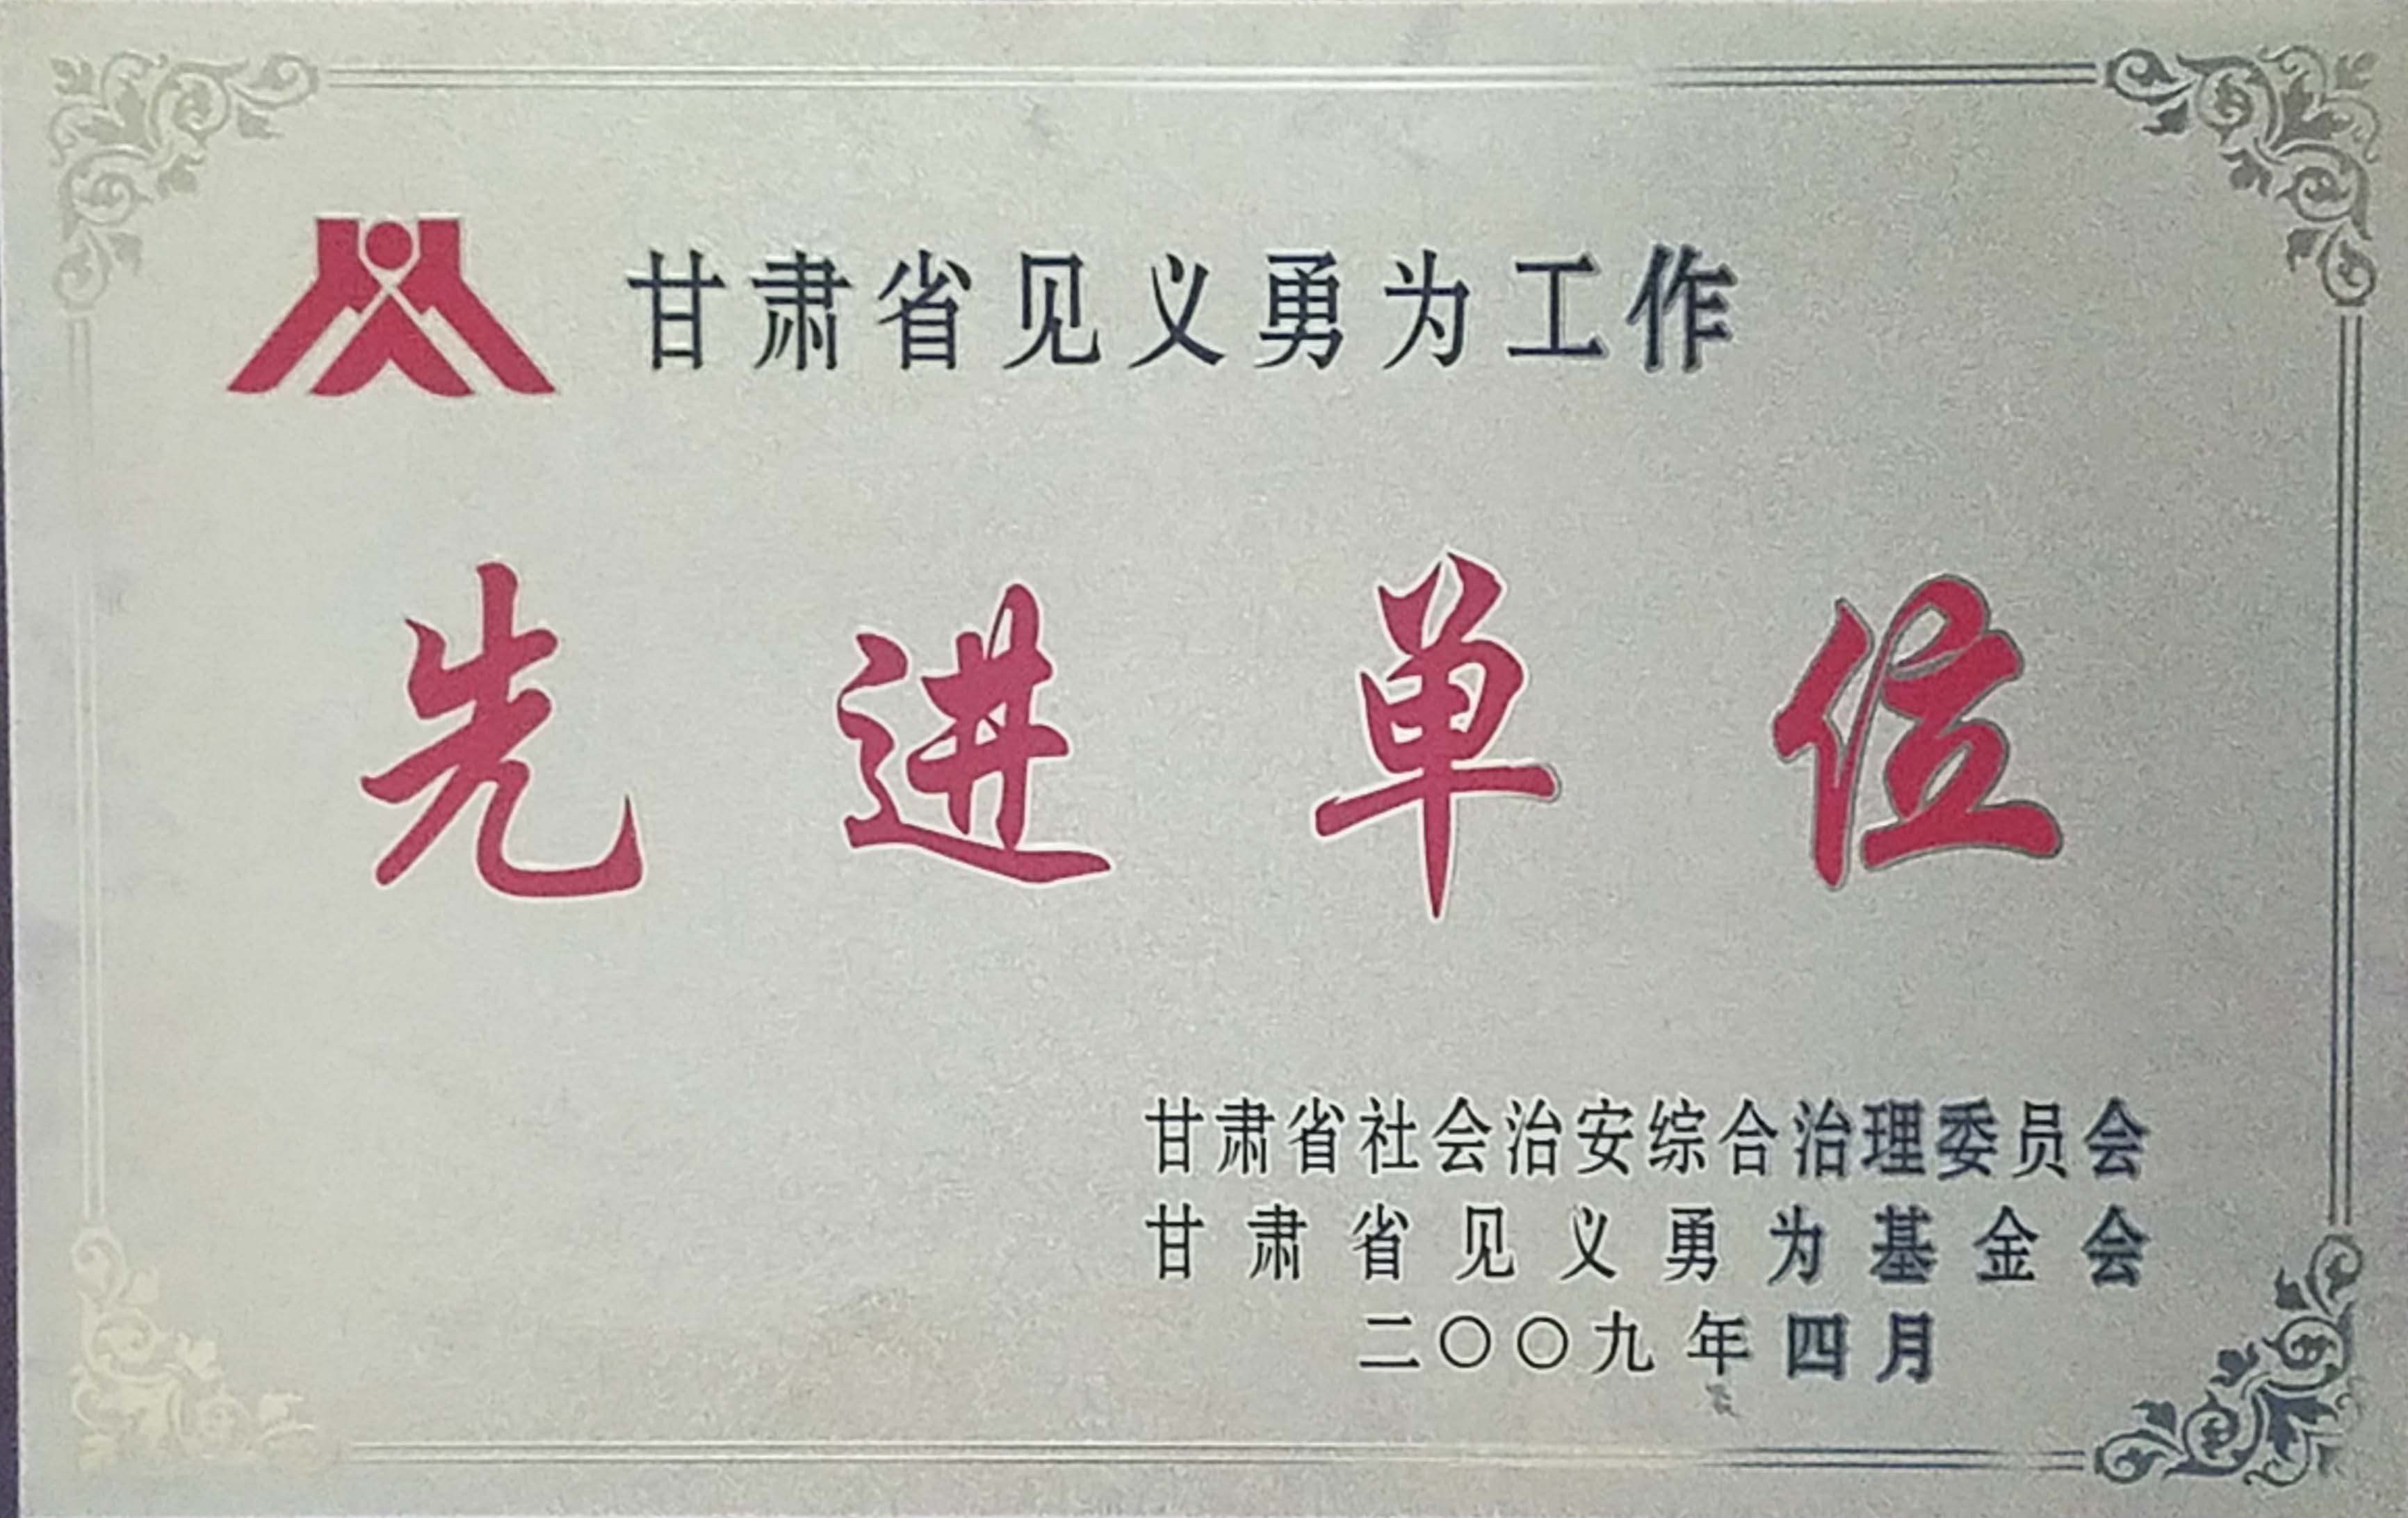 甘肃省见义勇为工作
先进单位
甘肃省社会治安综合治理委员会
甘肃省见义勇为基金会
二〇〇九年四月